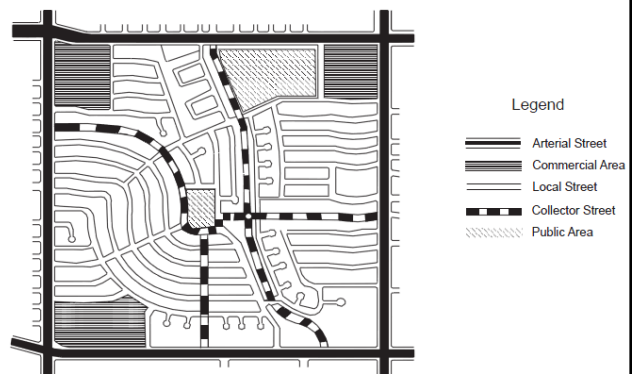 Legend
Arterial Street
Commercial Area
Local Street
Collector Street
Public Area